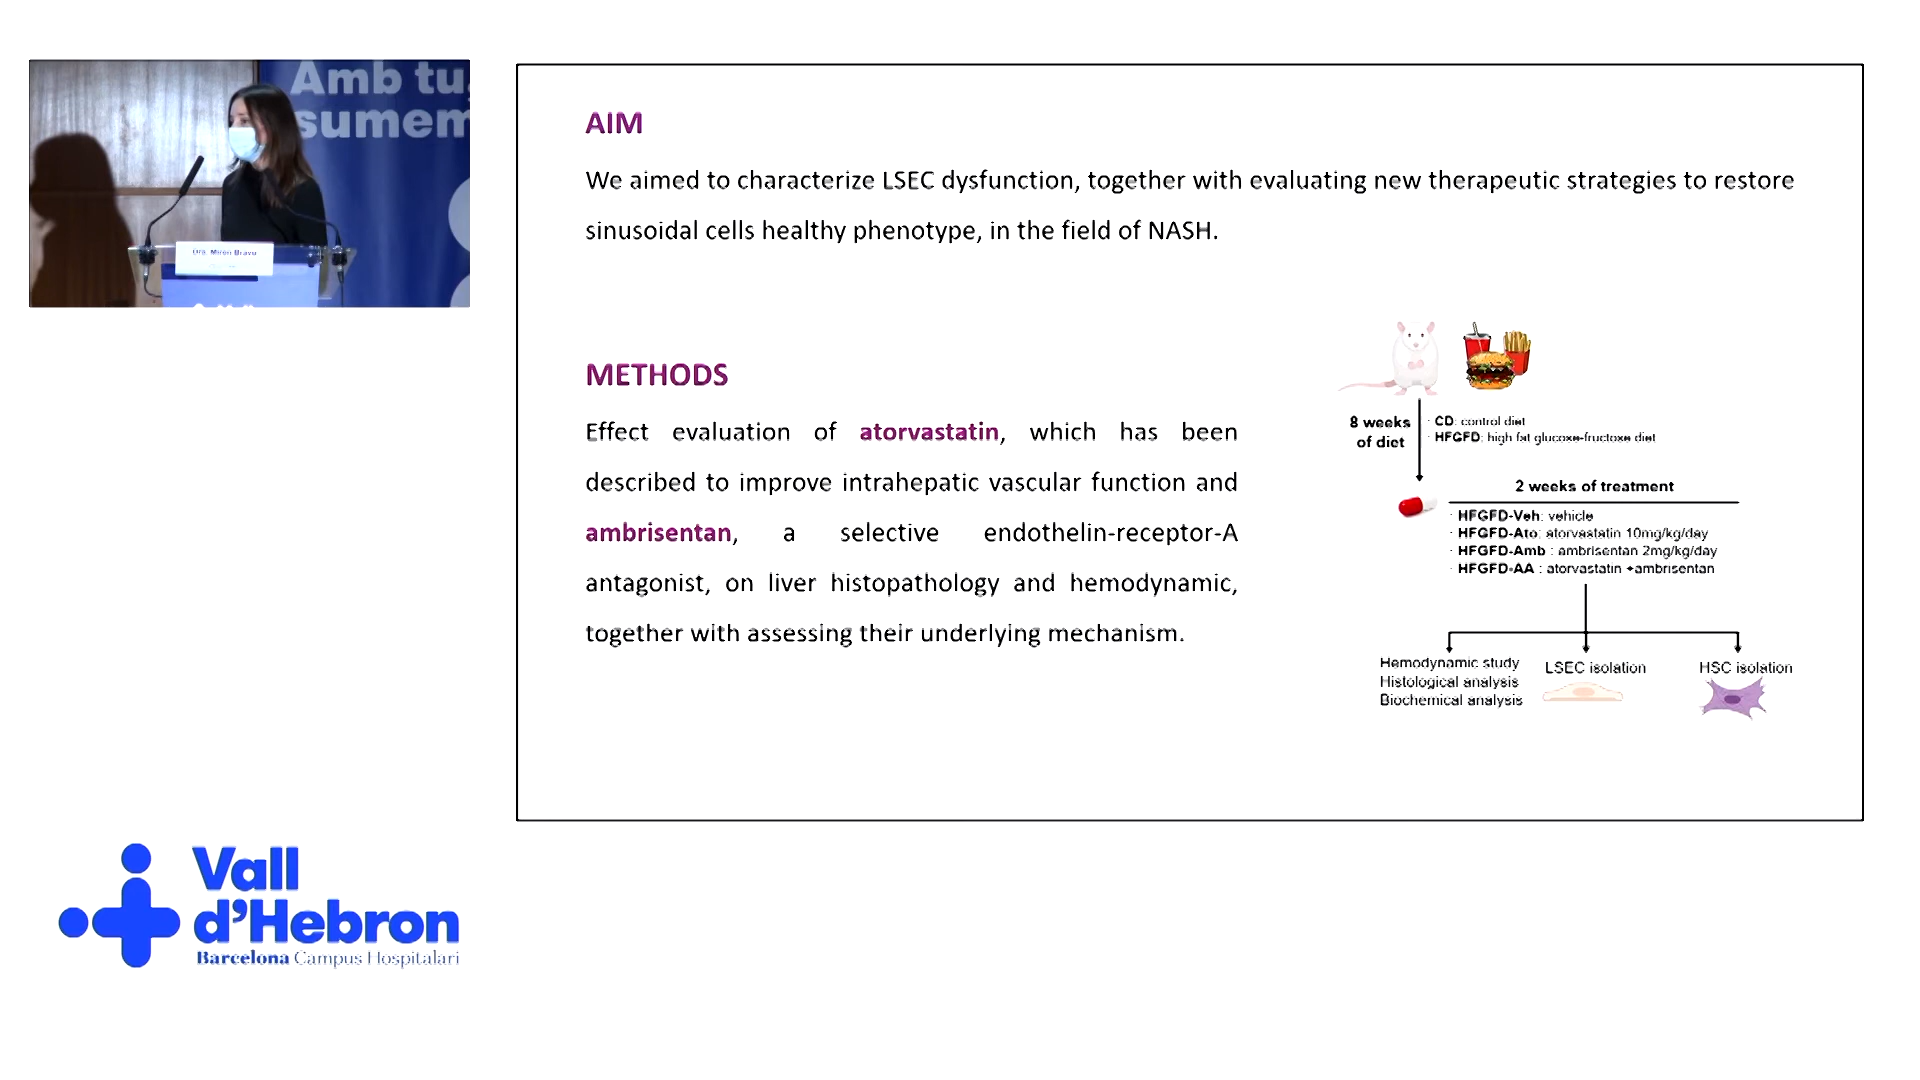 Amb tu,
sumem
Dra. Miren Bravo
AIM
We aimed to characterize LSEC dysfunction, together with evaluating new therapeutic strategies to restore
sinusoidal cells healthy phenotype, in the field of NASH.
METHODS
Effect evaluation of atorvastatin, which has been
described to improve intrahepatic vascular function and
ambrisentan, a selective endothelin-receptor-A
antagonist, on liver histopathology and hemodynamic,
together with assessing their underlying mechanism.
8 weeks
of diet
· CD: control diet
· HFGFD: high fat glucose-fructose diet
2 weeks of treatment
· HFGFD-Veh: vehicle
· HFGFD-Ato: atorvastatin 10mg/kg/day
· HFGFD-Amb : ambrisentan 2mg/kg/day
· HFGFD-AA : atorvastatin +ambrisentan
Hemodynamic study
Histological analysis
Biochemical analysis
LSEC isolation
HSC isolation
Vall
d'Hebron
Barcelona Campus Hospitalari